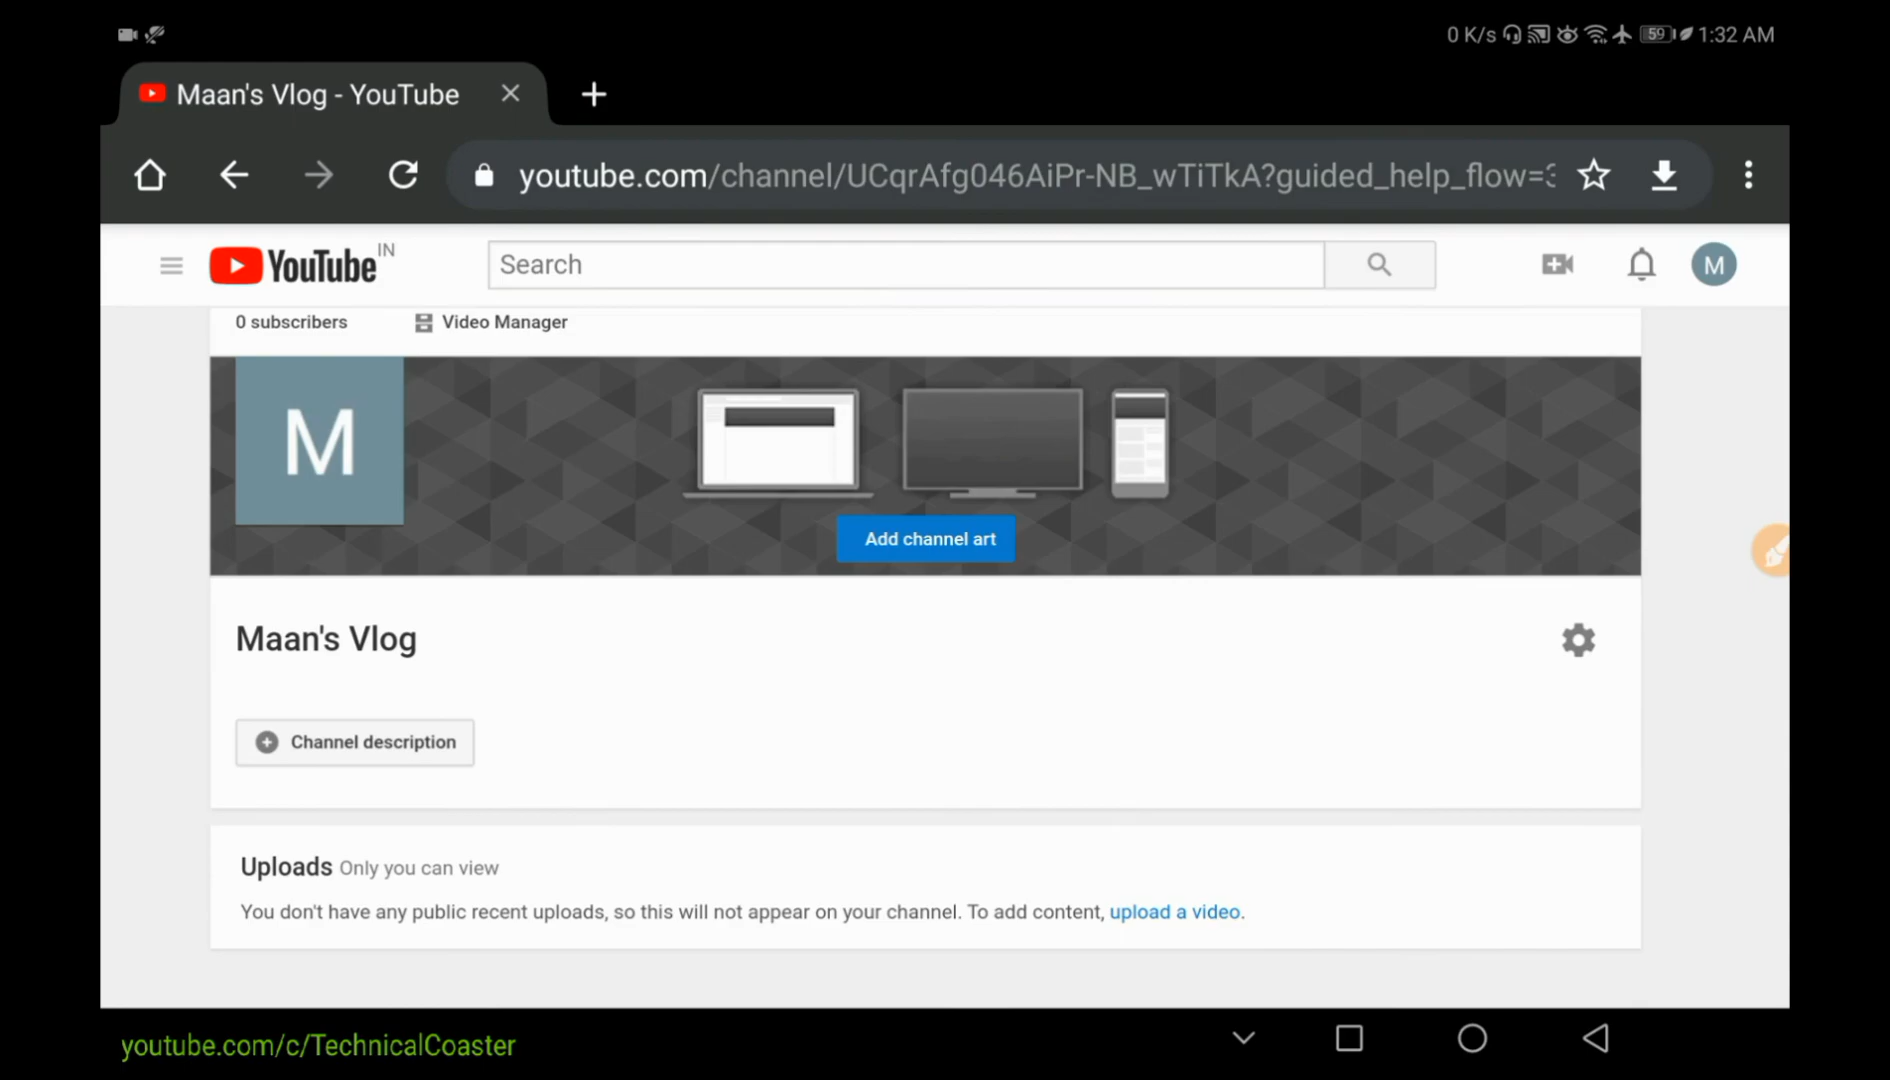 0 K/s 59 1:32 AM
Maan's Vlog - YouTube
youtube.com/channel/UCqrAfg046AiPr-NB_wTiTkA?guided_help_flow=3
YouTube IN
Search
M
0 subscribers Video Manager
M
Add channel art
Maan's Vlog
Channel description
Uploads Only you can view
You don't have any public recent uploads, so this will not appear on your channel. To add content, upload a video.
youtube.com/c/TechnicalCoaster